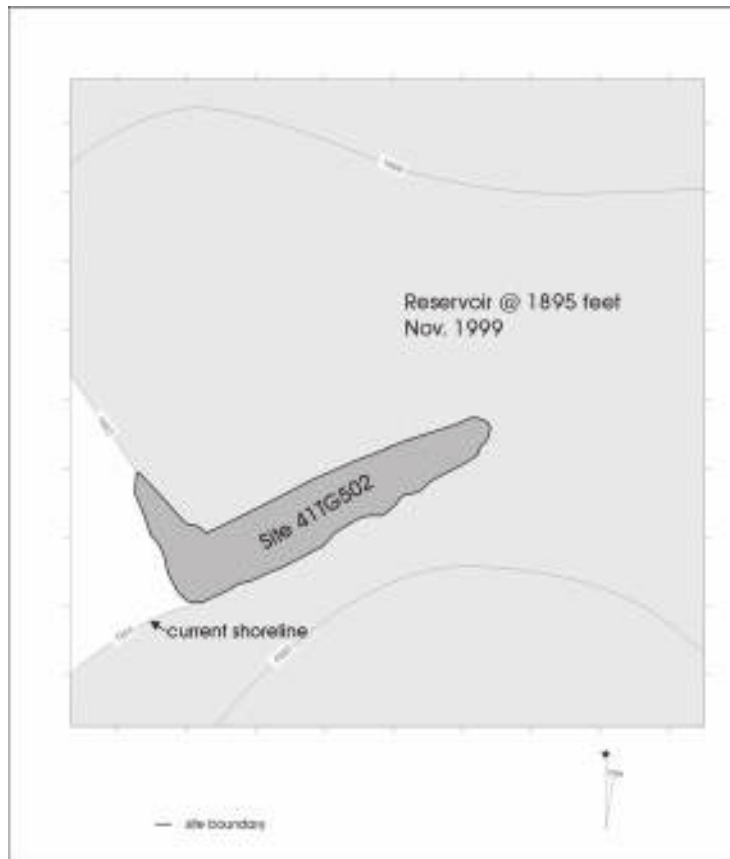 Reservoir @ 1895 feet
Nov. 1999
Site 41TG502
current shoreline
site boundary